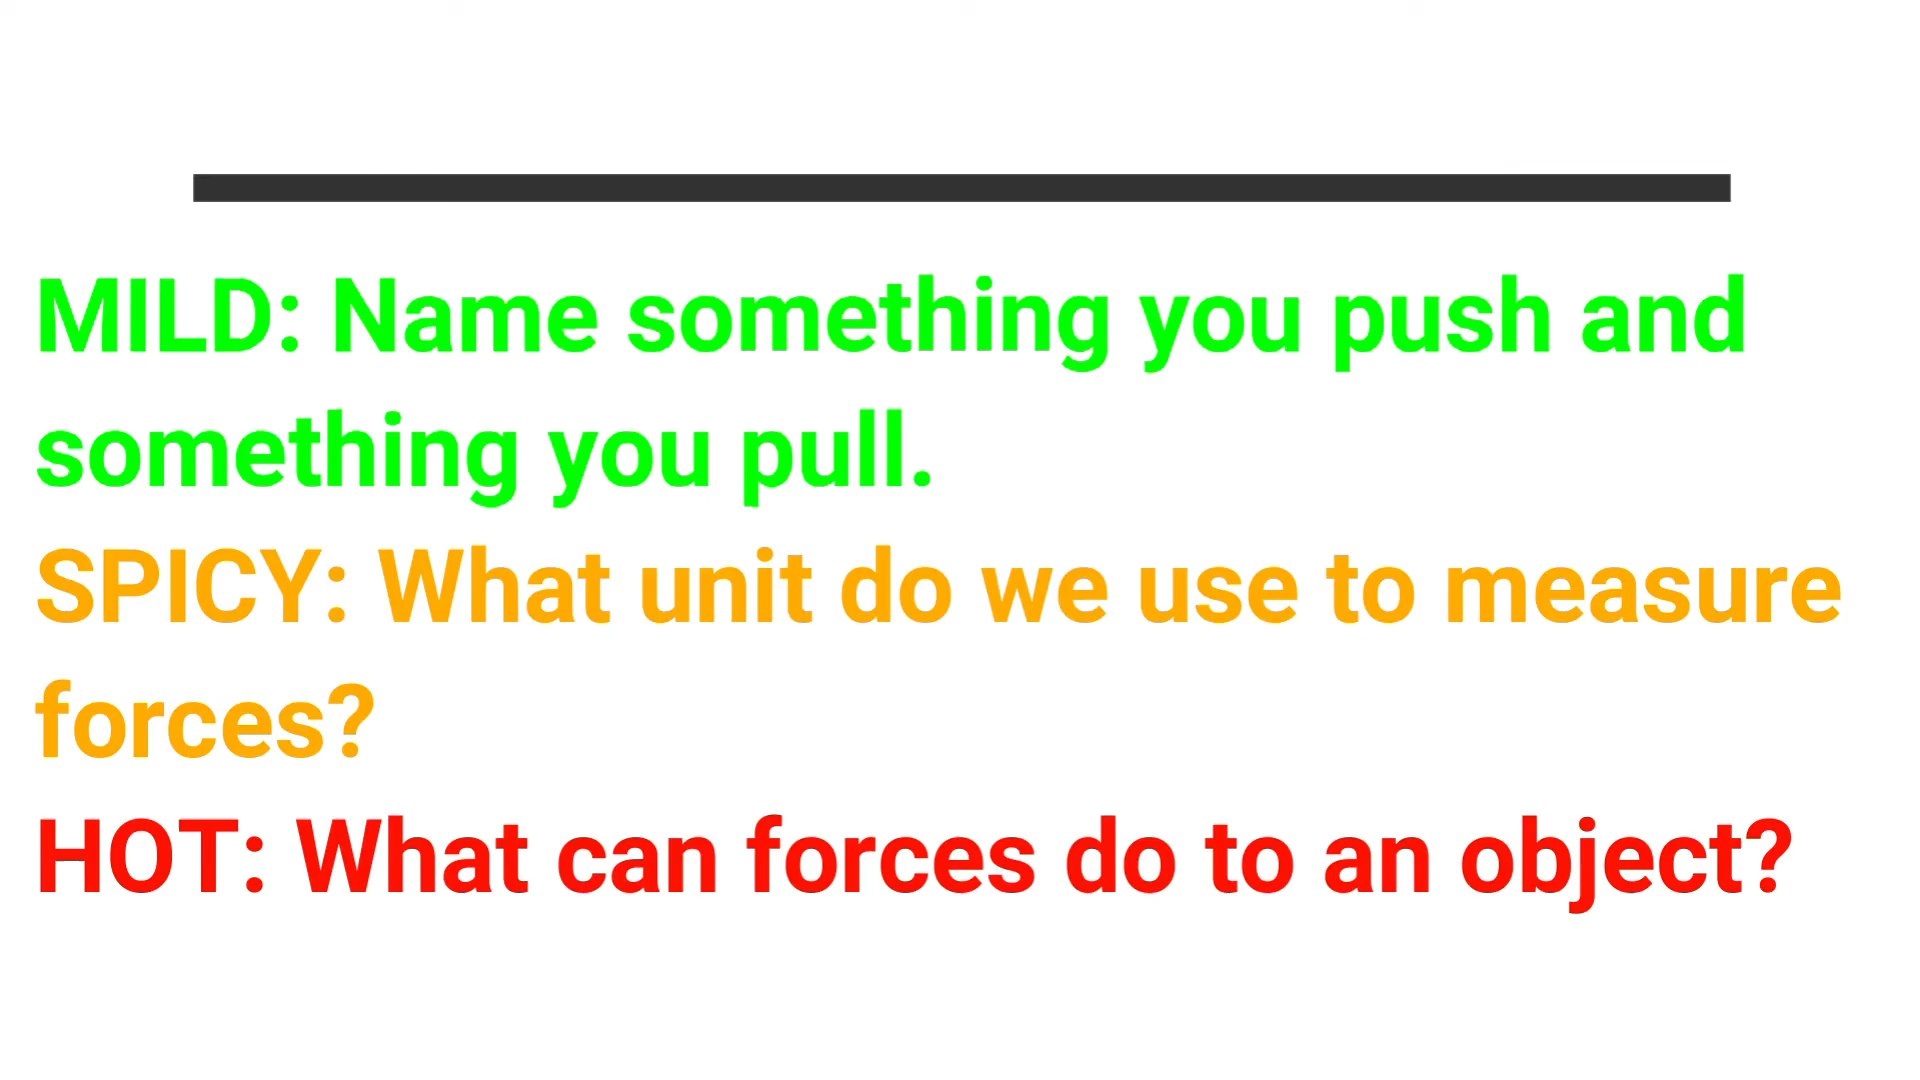 MILD: Name something you push and
something you pull.
SPICY: What unit do we use to measure
forces?
HOT: What can forces do to an object?